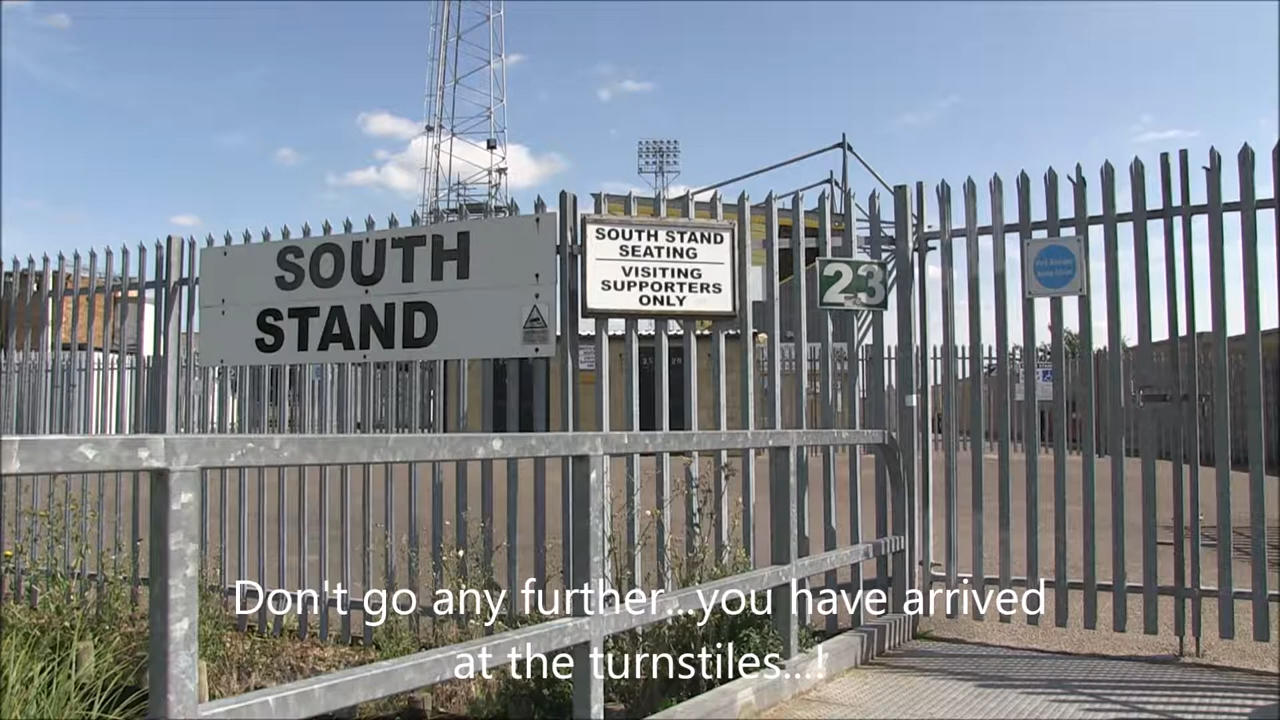 SOUTH
STAND
SOUTH STAND
SEATING
VISITING
SUPPORTERS
ONLY
23
Don't go any further...you have arrived
at the turnstiles...!